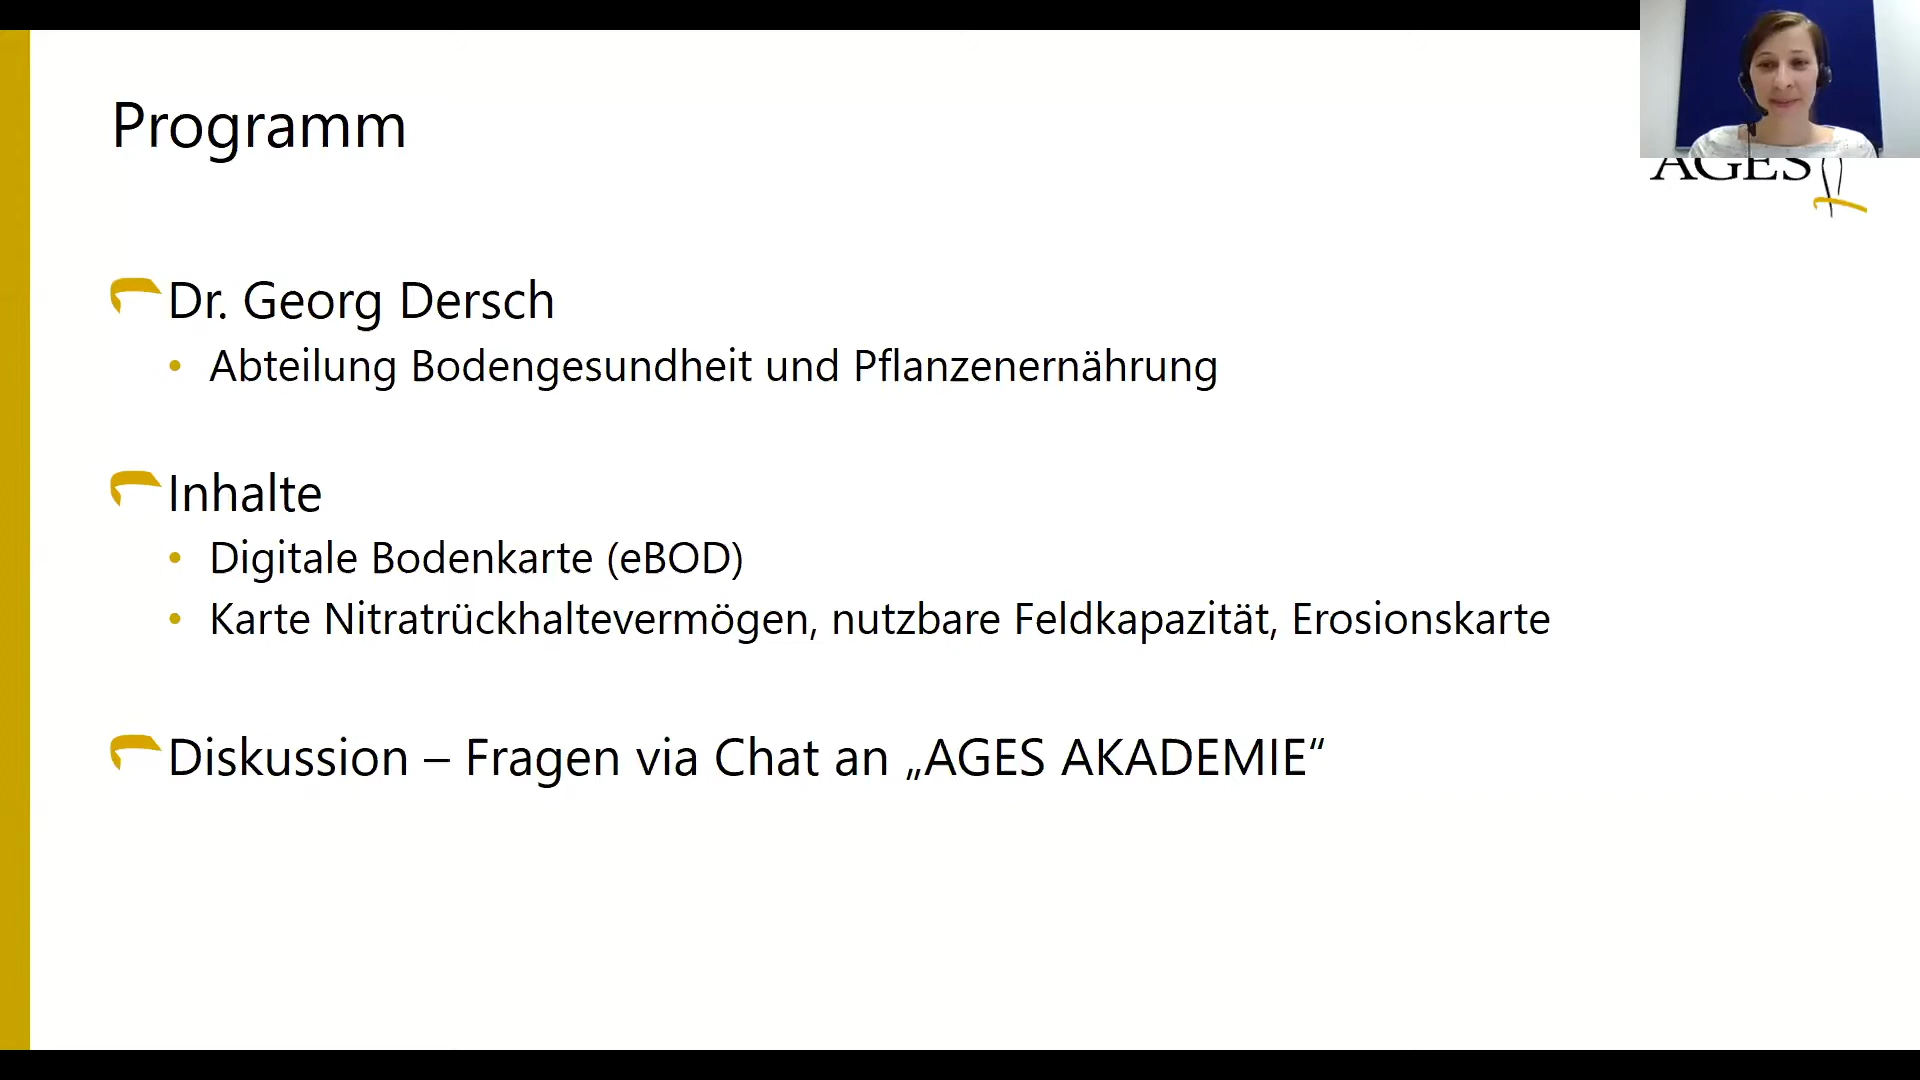 Programm
AGES
Dr. Georg Dersch
• Abteilung Bodengesundheit und Pflanzenernährung
Inhalte
• Digitale Bodenkarte (eBOD)
• Karte Nitratrückhaltevermögen, nutzbare Feldkapazität, Erosionskarte
Diskussion – Fragen via Chat an „AGES AKADEMIE“